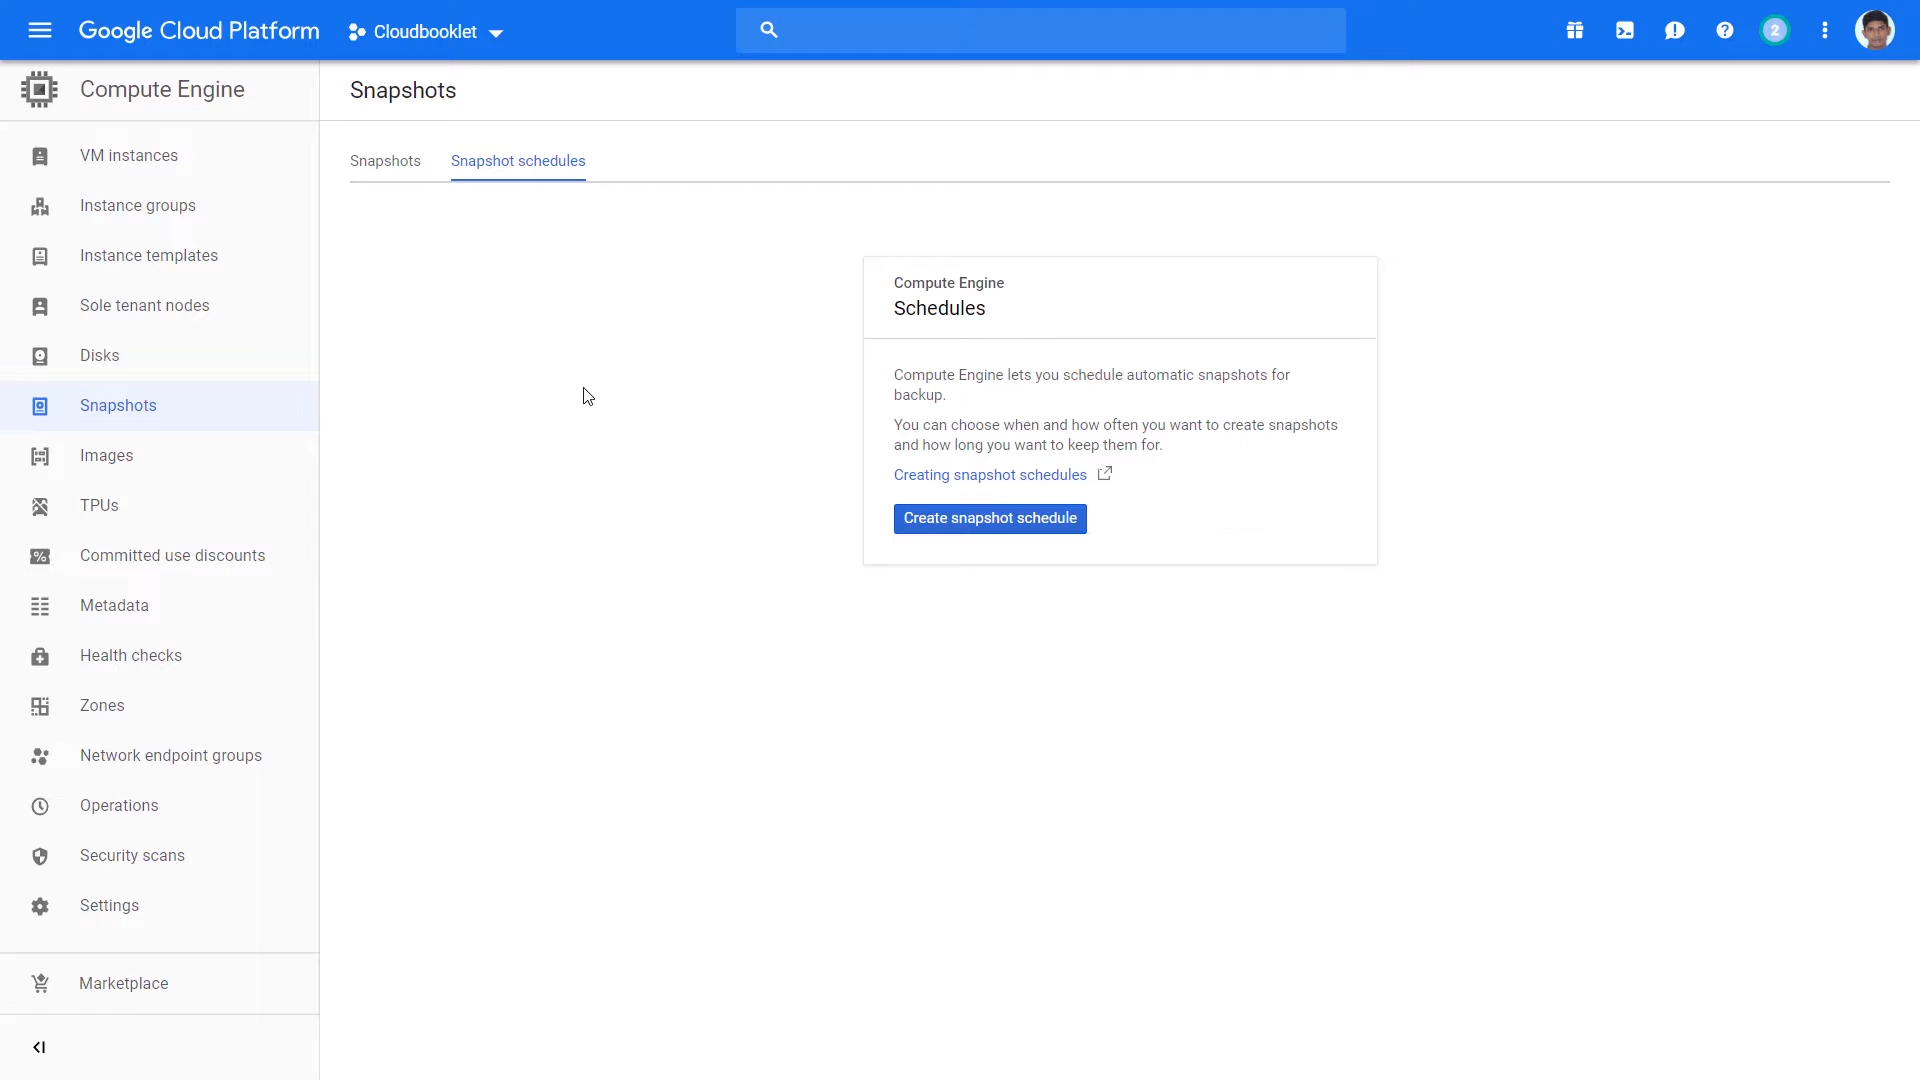 Google Cloud Platform
Cloudbooklet
2
Compute Engine
Snapshots
VM instances
Instance groups
Instance templates
Sole tenant nodes
Disks
Snapshots
Images
TPUs
Committed use discounts
Metadata
Health checks
Zones
Network endpoint groups
Operations
Security scans
Settings
Marketplace
Snapshots
Snapshot schedules
Compute Engine
Schedules
Compute Engine lets you schedule automatic snapshots for
backup.
You can choose when and how often you want to create snapshots
and how long you want to keep them for.
Creating snapshot schedules
Create snapshot schedule